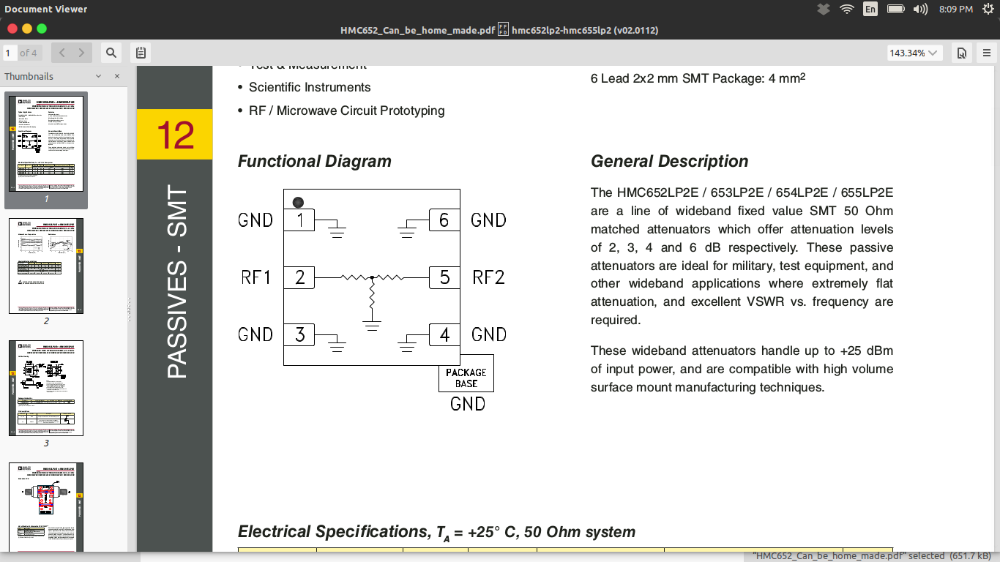 Document Viewer
En
8:09 PM
HMC652_Can_be_home_made.pdf hmc652lp2-hmc655lp2 (v02.0112)
1 of 4
143.34%
Thumbnails
1
2
3
12
PASSIVES - SMT
• Test & Measurement
• Scientific Instruments
• RF / Microwave Circuit Prototyping
6 Lead 2x2 mm SMT Package: 4 mm2
Functional Diagram
GND 1 6 GND
RF1 2 5 RF2
GND 3 4 GND
PACKAGE
BASE
GND
General Description
The HMC652LP2E / 653LP2E / 654LP2E / 655LP2E
are a line of wideband fixed value SMT 50 Ohm
matched attenuators which offer attenuation levels
of 2, 3, 4 and 6 dB respectively. These passive
attenuators are ideal for military, test equipment, and
other wideband applications where extremely flat
attenuation, and excellent VSWR vs. frequency are
required.
These wideband attenuators handle up to +25 dBm
of input power, and are compatible with high volume
surface mount manufacturing techniques.
Electrical Specifications, TA = +25° C, 50 Ohm system
"HMC652_Can_be_home_made.pdf" selected (651.7 kB)